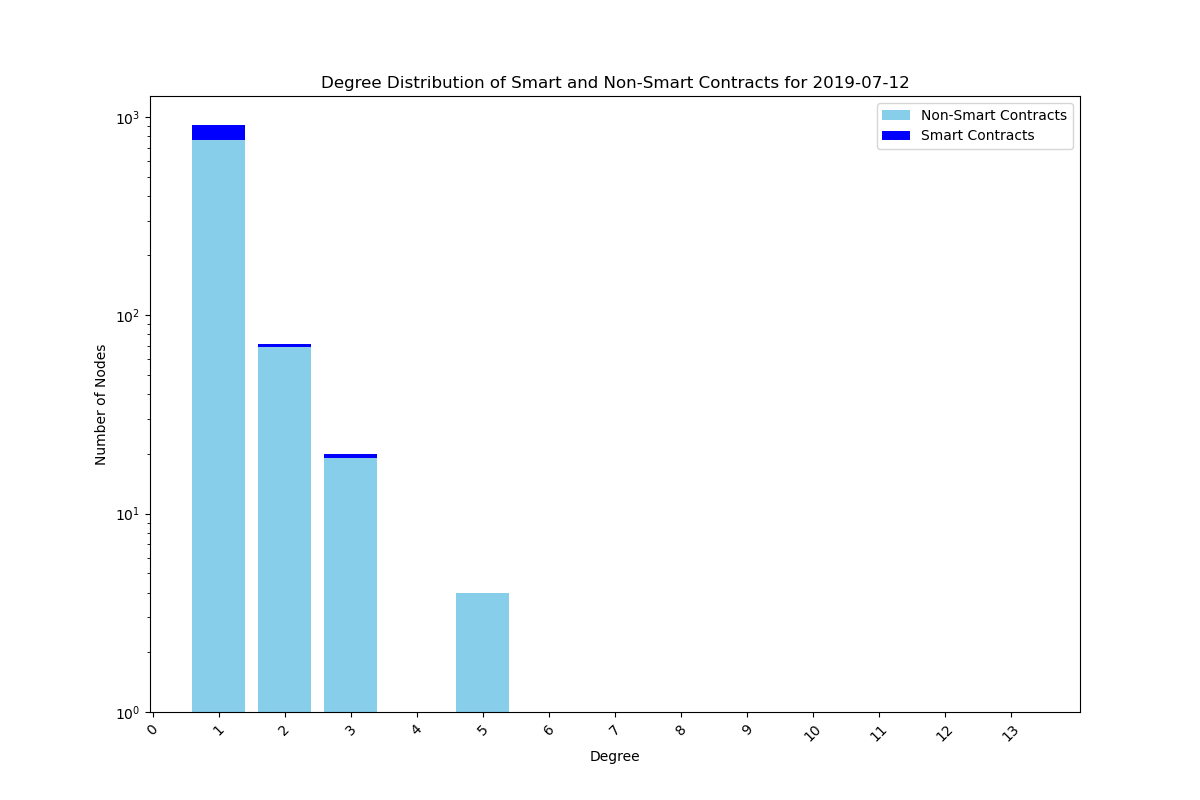 Degree Distribution of Smart and Non-Smart Contracts for 2019-07-12
Non-Smart Contracts
Smart Contracts
Number of Nodes
10³
10²
10¹
10⁰
0 1 2 3 4 5 6 7 8 9 10 11 12 13
Degree